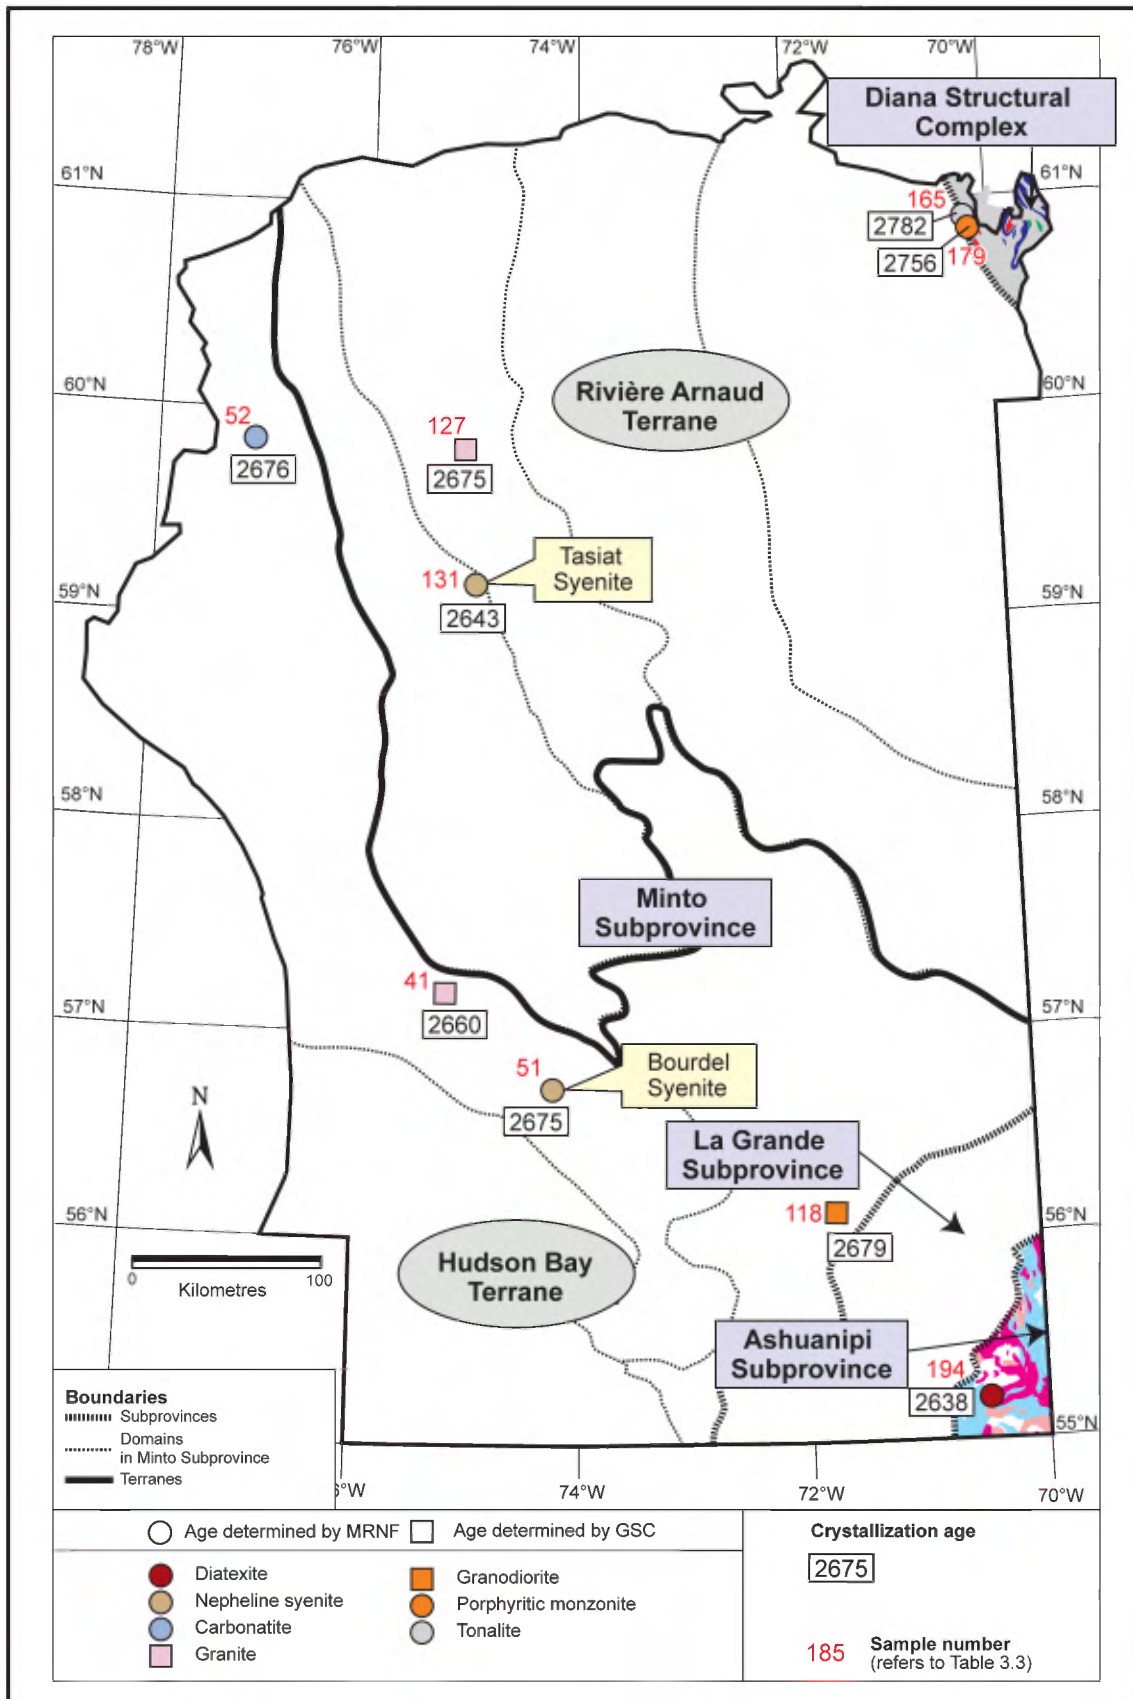 78°W
76°W
74°W
72°W
70°W
Diana Structural
Complex
61°N
61°N
165
2782
2756
179
60°N
60°N
Rivière Arnaud
Terrane
52
2676
127
2675
Tasiat
Syenite
131
2643
59°N
59°N
58°N
58°N
Minto
Subprovince
41
2660
57°N
57°N
51
2675
Bourdel
Syenite
N
La Grande
Subprovince
118
2679
56°N
56°N
Hudson Bay
Terrane
0
100
Kilometres
Ashuanipi
Subprovince
194
2638
55°N
Boundaries
Subprovinces
Domains
in Minto Subprovince
Terranes
°W
74°W
72°W
70°W
Age determined by MRNF
Age determined by GSC
Diatexite
Nepheline syenite
Carbonatite
Granite
Granodiorite
Porphyritic monzonite
Tonalite
Crystallization age
2675
185
Sample number
(refers to Table 3.3)